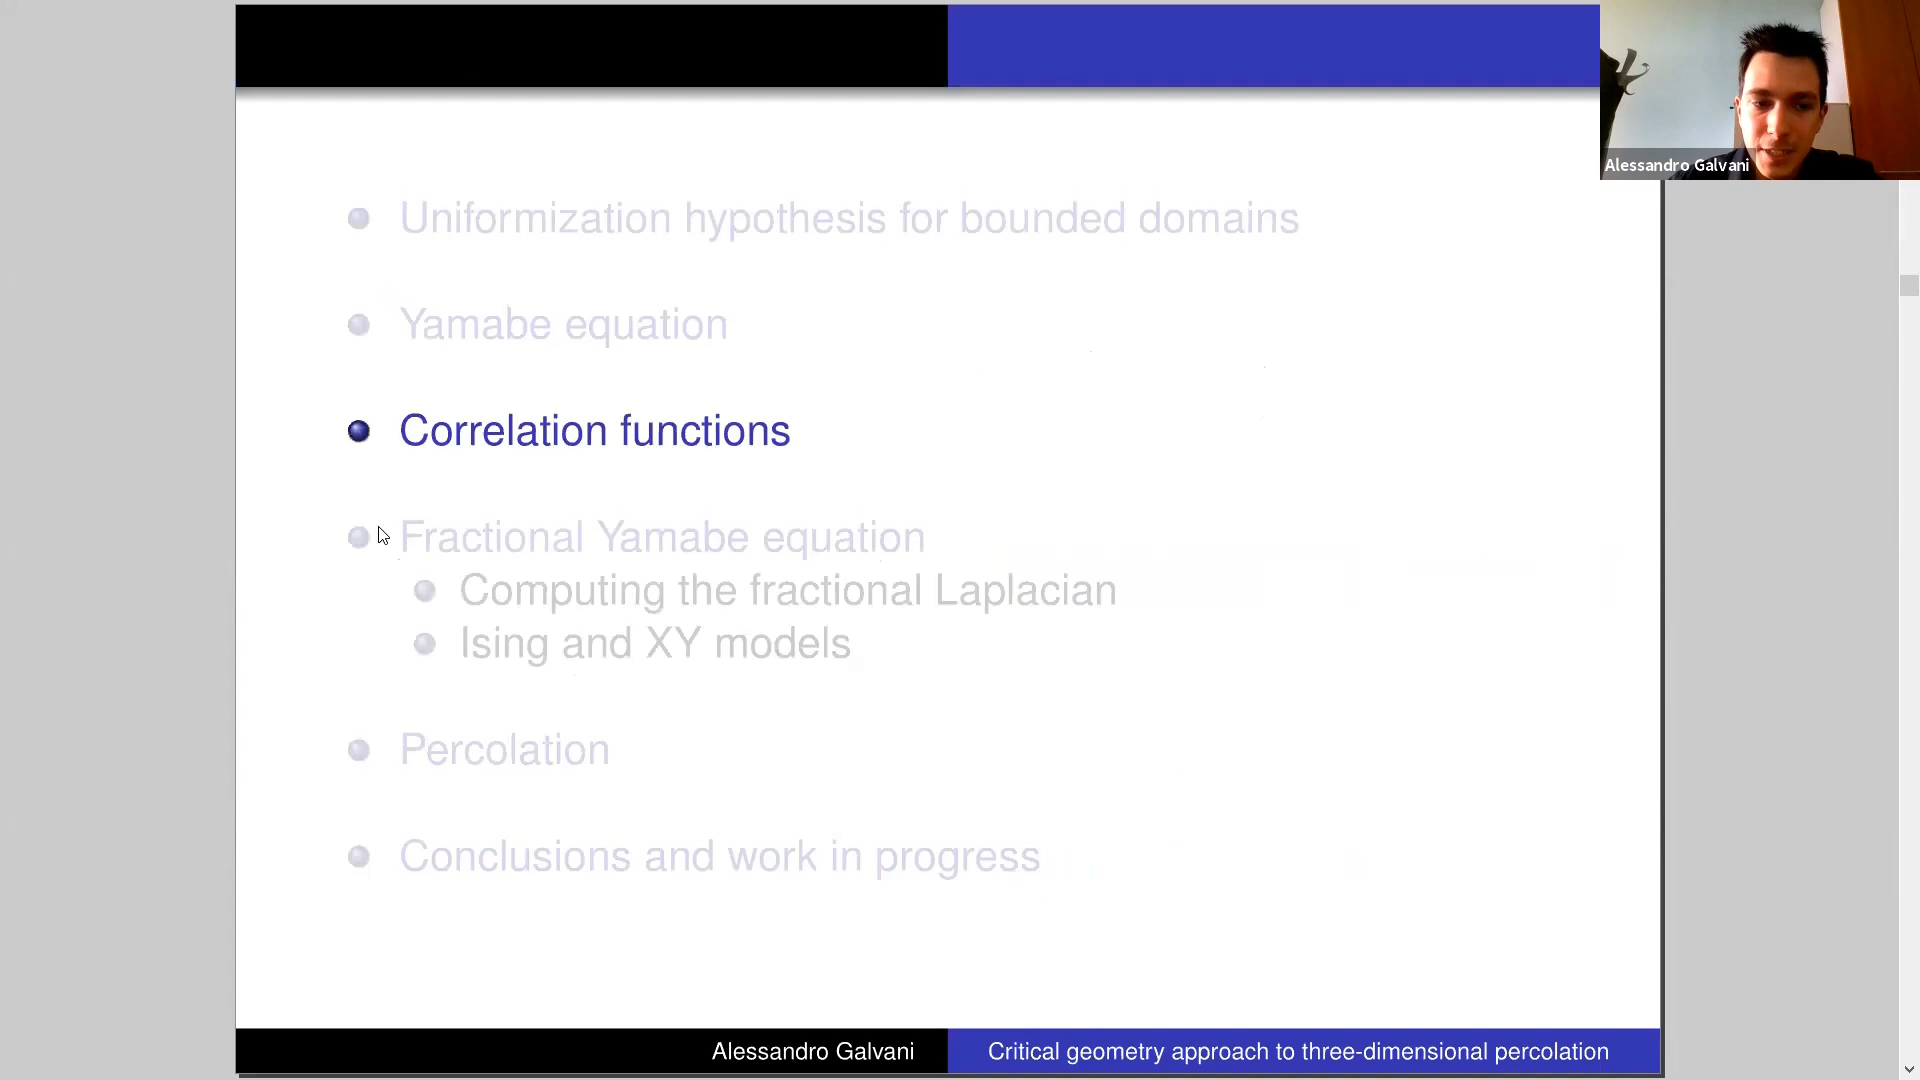 Alessandro Galvani
Uniformization hypothesis for bounded domains
Yamabe equation
Correlation functions
Fractional Yamabe equation
Computing the fractional Laplacian
Ising and XY models
Percolation
Conclusions and work in progress
Alessandro Galvani
Critical geometry approach to three-dimensional percolation